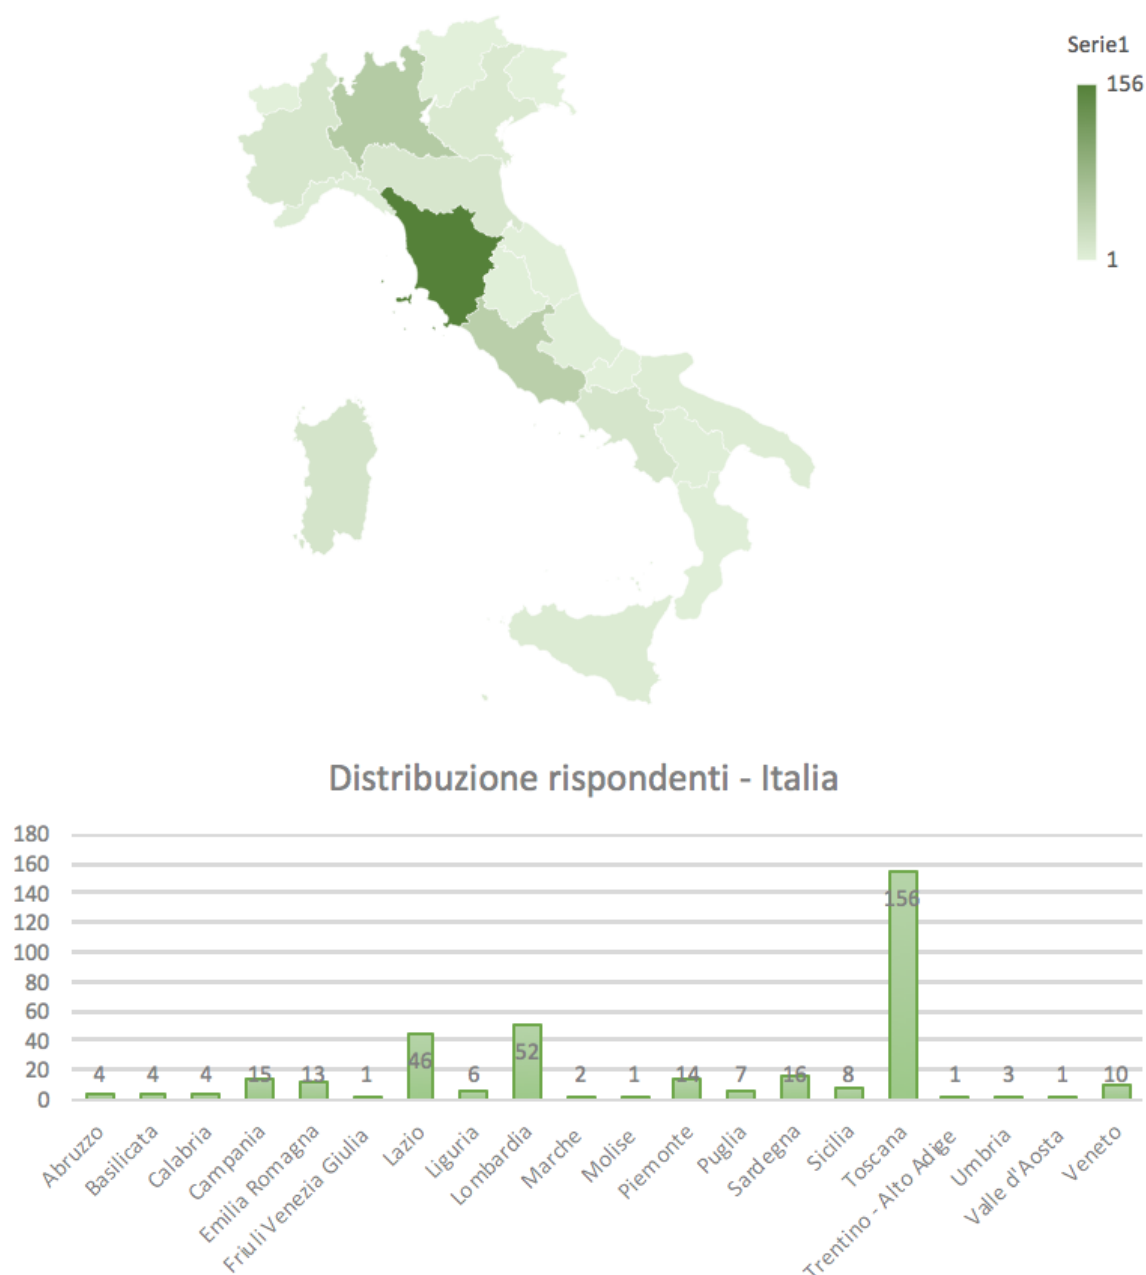 Serie1
156
1
Distribuzione rispondenti - Italia
180
160
140
120
100
80
60
40
20
0
4 4 4 15 13 1 46 6 52 2 1 14 7 16 8 156 1 3 1 10
Abruzzo
Basilicata
Calabria
Campania
Emilia Romagna
Friuli Venezia Giulia
Lazio
Liguria
Lombardia
Marche
Molise
Piemonte
Puglia
Sardegna
Sicilia
Toscana
Trentino - Alto Adige
Umbria
Valle d'Aosta
Veneto